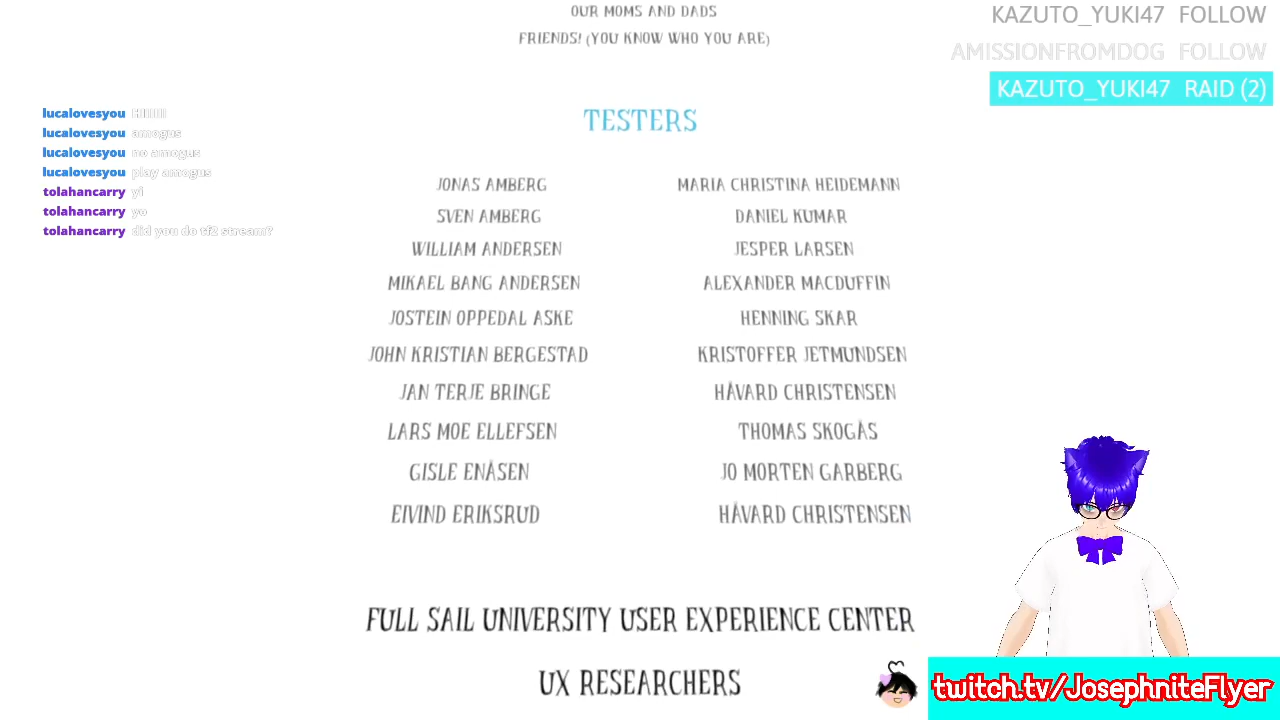 OUR MOMS AND DADS
FRIENDS! (YOU KNOW WHO YOU ARE)
KAZUTO_YUKI47 FOLLOW
AMISSIONFROMDOG FOLLOW
KAZUTO_YUKI47 RAID (2)
lucalovesyou HIIIII
lucalovesyou amogus
lucalovesyou no amogus
lucalovesyou play amogus
tolahancarry yi
tolahancarry yo
tolahancarry did you do tf2 stream?
TESTERS
JONAS AMBERG MARIA CHRISTINA HEIDEMANN
SVEN AMBERG DANIEL KUMAR
WILLIAM ANDERSEN JESPER LARSEN
MIKAEL BANG ANDERSEN ALEXANDER MACDUFFIN
JOSTEIN OPPEDAL ASKE HENNING SKAR
JOHN KRISTIAN BERGESTAD KRISTOFFER JETMUNDSEN
JAN TERJE BRINGE HÅVARD CHRISTENSEN
LARS MOE ELLEFSEN THOMAS SKOGÅS
GISLE ENÅSEN JO MORTEN GARBERG
EIVIND ERIKSRUD HÅVARD CHRISTENSEN
FULL SAIL UNIVERSITY USER EXPERIENCE CENTER
UX RESEARCHERS
twitch.tv/JosephniteFlyer